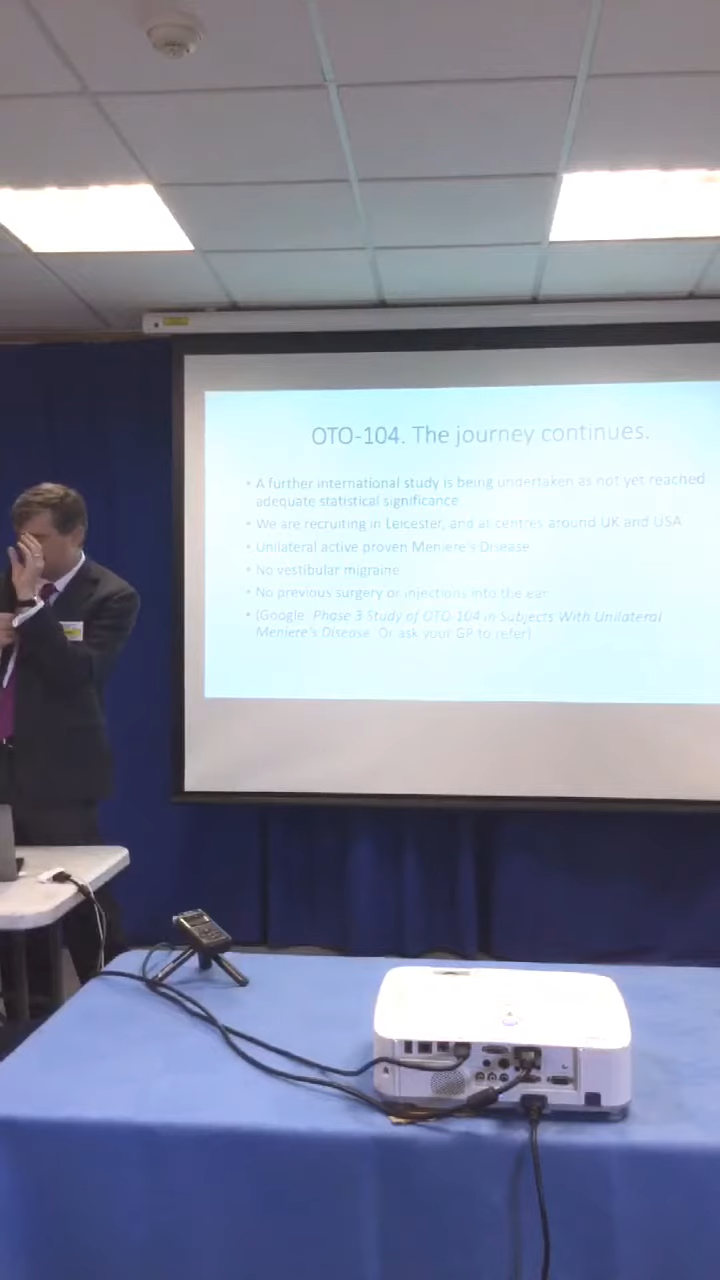 OTO-104. The journey continues.
• A further international study is being undertaken as not yet reached
adequate statistical significance
• We are recruiting in Leicester, and at centres around UK and USA
• Unilateral active proven Meniere's Disease
• No vestibular migraine
• No previous surgery or injections into the ear
• (Google: Phase 3 Study of OTO-104 in Subjects With Unilateral
Meniere's Disease. Or ask your GP to refer)